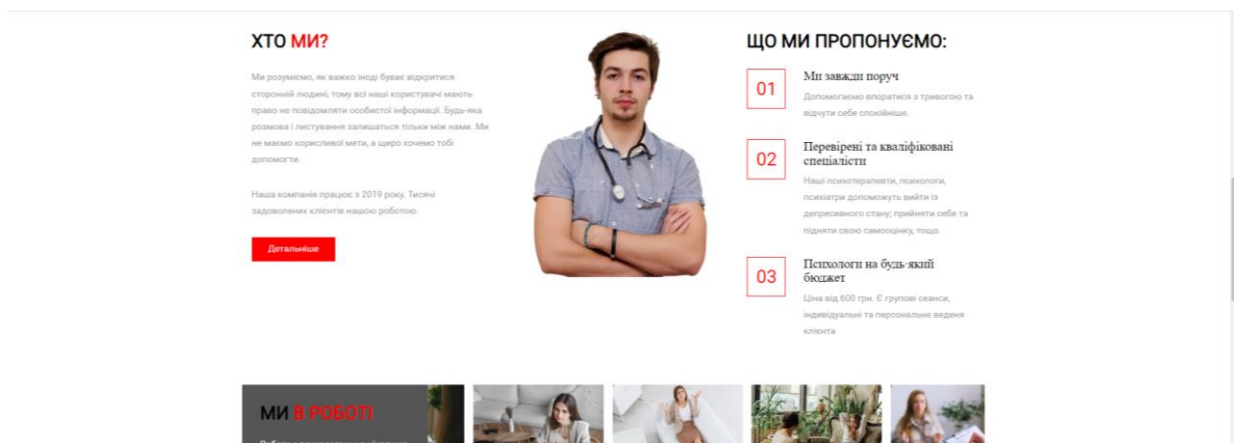 ХТО МИ?
Ми розуміємо, як важко іноді буває відкритися
сторонній людині, тому всі наші користувачі мають
право не повідомляти особистої інформації. Будь-яка
розмова і листування залишаться тільки між нами. Ми
не маємо корисливої мети, а щиро хочемо тобі
допомогти.
Наша компанія працює з 2019 року. Тисячі
задоволених клієнтів нашою роботою.
Детальніше
ЩО МИ ПРОПОНУЄМО:
01
Ми завжди поруч
Допомогаємо впоратися з тривогою та
відчути себе спокійніше.
02
Перевірені та кваліфіковані
спеціалісти
Наші психотерапевти, психологи,
психіатри допоможуть вийти із
депресивного стану; прийняти себе та
підняти свою самооцінку, тощо.
03
Психологи на будь-який
бюджет
Ціна від 600 грн. Є групові сеанси,
індивідуальні та персональне веденя
клієнта
МИ В РОБОТІ